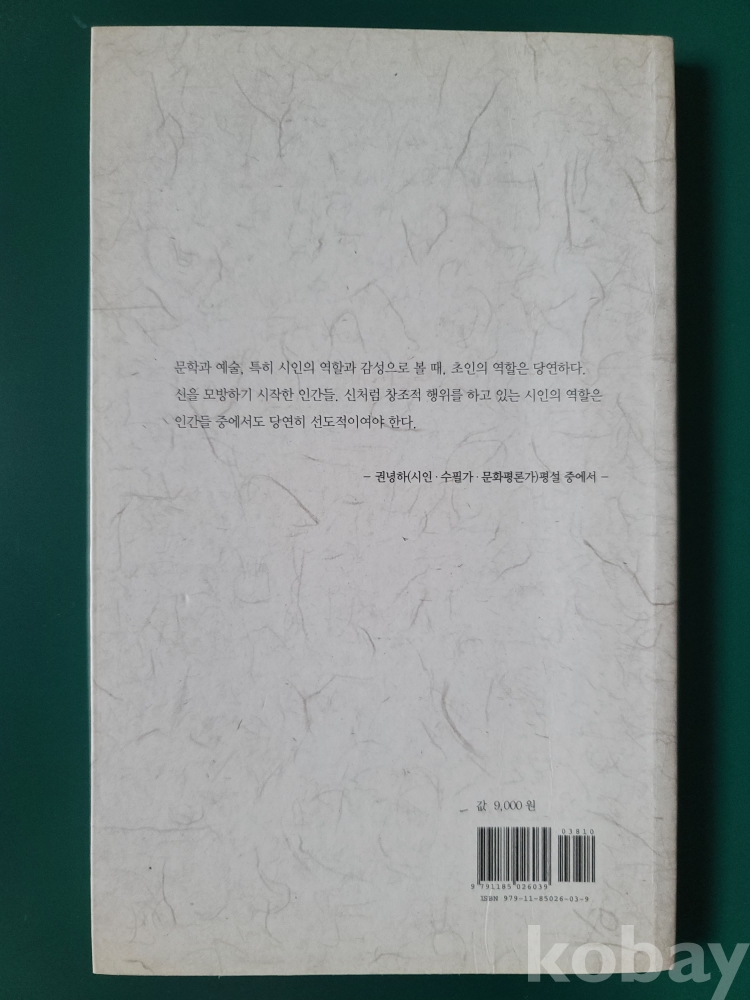 문학과 예술, 특히 시인의 역할과 감성으로 볼 때, 초인의 역할은 당연하다.
신을 모방하기 시작한 인간들. 신처럼 창조적 행위를 하고 있는 시인의 역할은
인간들 중에서도 당연히 선도적이여야 한다.
– 권녕하(시인 · 수필가 · 문화평론가)평설 중에서 –
값 9,000원
03810
9 791185 026039
ISBN 979-11-85026-03-9
kobay